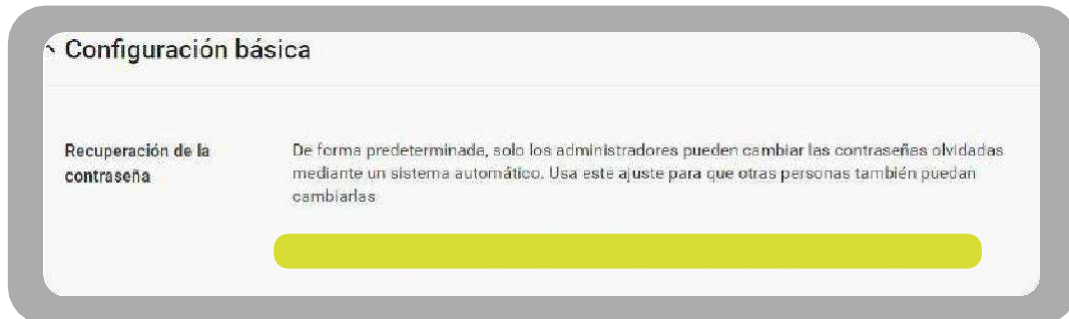 Configuración básica
Recuperación de la
contraseña
De forma predeterminada, solo los administradores pueden cambiar las contraseñas olvidadas
mediante un sistema automático. Usa este ajuste para que otras personas también puedan
cambiarlas